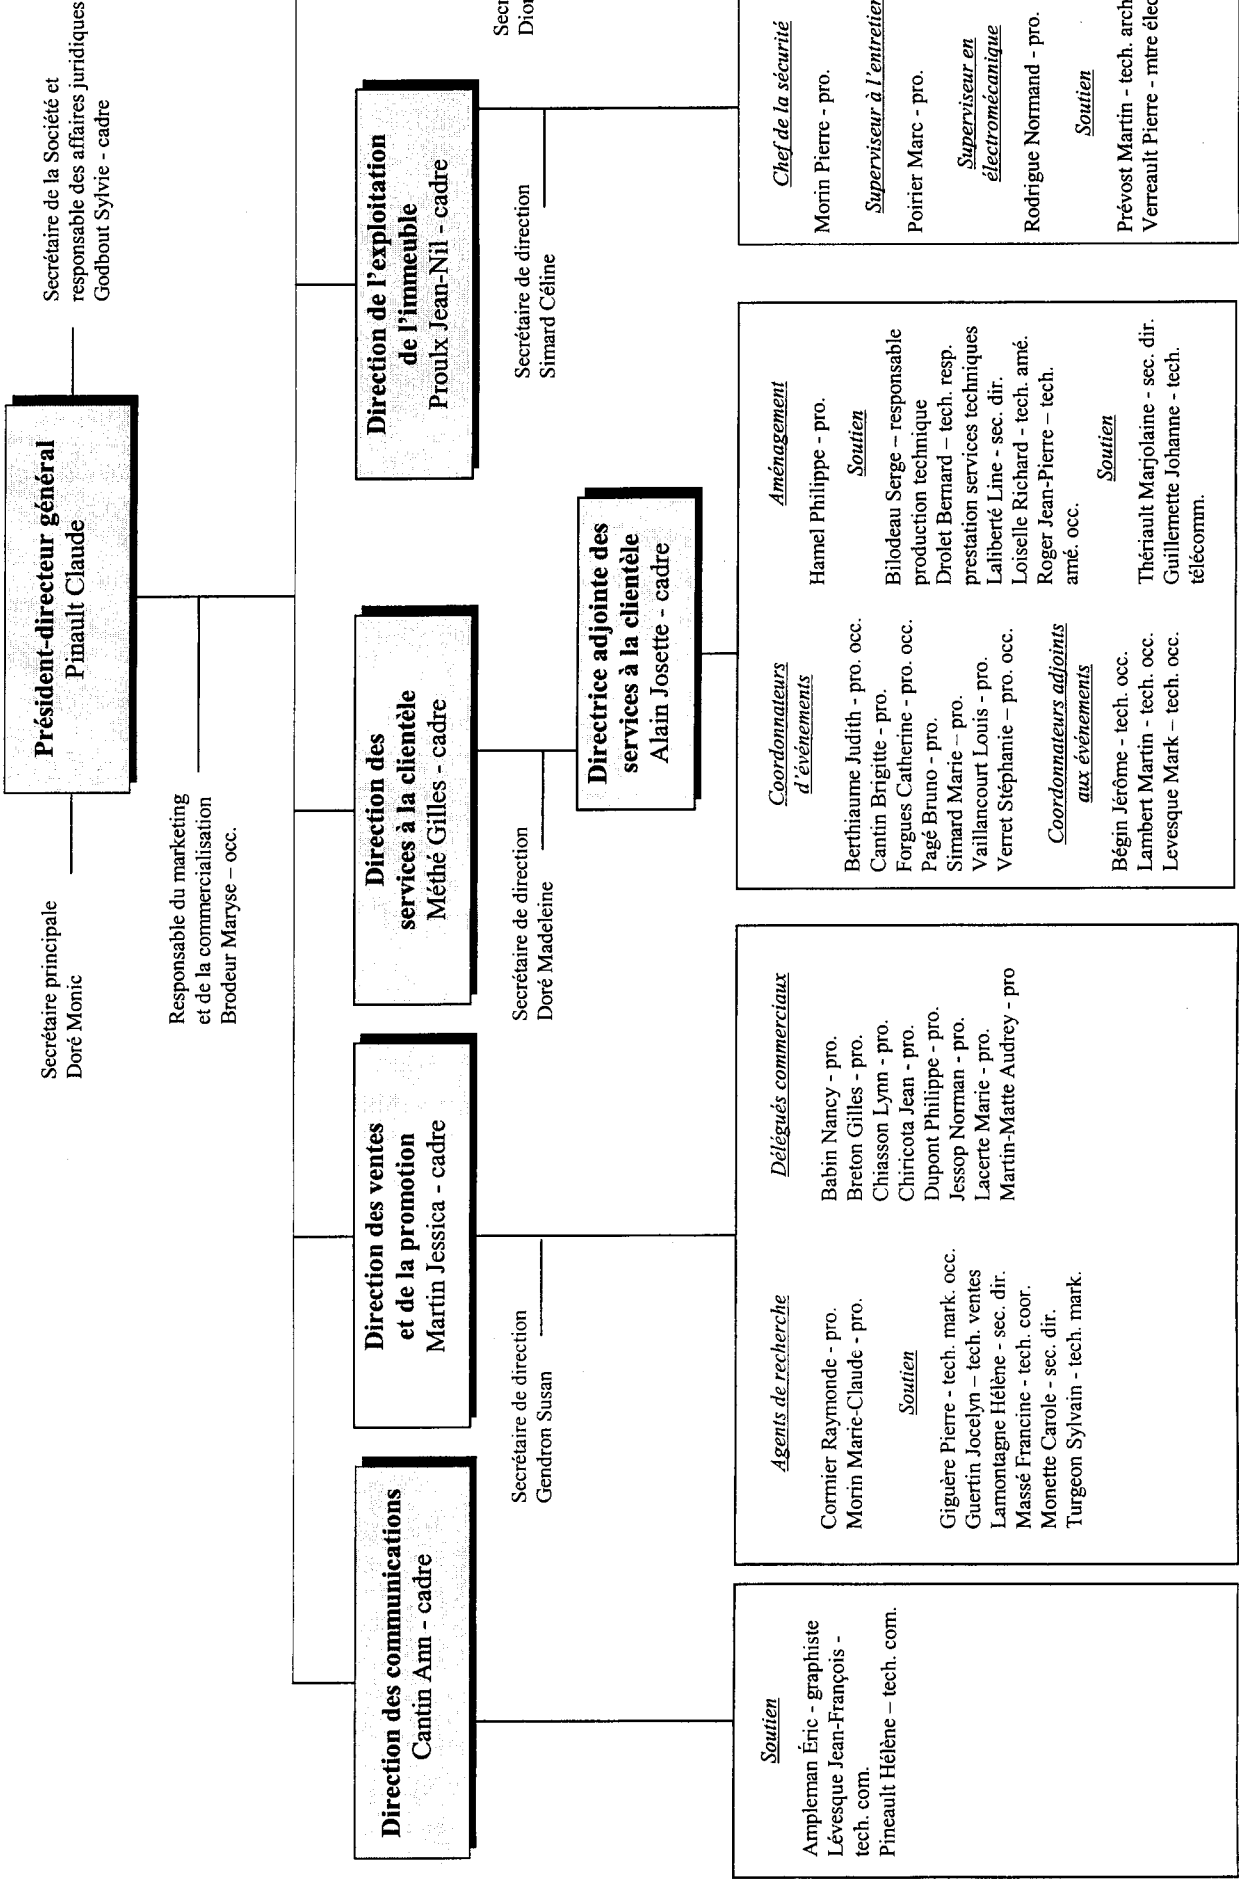 Président-directeur général
Pinault Claude
Secrétaire principale
Doré Monic
Secrétaire de la Société et
responsable des affaires juridiques
Godbout Sylvie - cadre
Responsable du marketing
et de la commercialisation
Brodeur Maryse – occ.
Direction des communications
Cantin Ann - cadre
Soutien
Ampleman Éric - graphiste
Lévesque Jean-François -
tech. com.
Pineault Hélène – tech. com.
Direction des ventes
et de la promotion
Martin Jessica - cadre
Secrétaire de direction
Gendron Susan
Agents de recherche
Cormier Raymonde - pro.
Morin Marie-Claude - pro.
Soutien
Giguère Pierre - tech. mark. occ.
Guertin Jocelyn – tech. ventes
Lamontagne Hélène - sec. dir.
Massé Francine - tech. coor.
Monette Carole - sec. dir.
Turgeon Sylvain - tech. mark.
Délégués commerciaux
Babin Nancy - pro.
Breton Gilles - pro.
Chiasson Lynn - pro.
Chiricota Jean - pro.
Dupont Philippe - pro.
Jessop Norman - pro.
Lacerte Marie - pro.
Martin-Matte Audrey - pro
Direction des
services à la clientèle
Méthé Gilles - cadre
Secrétaire de direction
Doré Madeleine
Directrice adjointe des
services à la clientèle
Alain Josette - cadre
Coordonnateurs
d'événements
Berthiaume Judith - pro. occ.
Cantin Brigitte - pro.
Forgues Catherine - pro. occ.
Pagé Bruno - pro.
Simard Marie – pro.
Vaillancourt Louis - pro.
Verret Stéphanie – pro. occ.
Coordonnateurs adjoints
aux événements
Bégin Jérôme - tech. occ.
Lambert Martin - tech. occ.
Levesque Mark – tech. occ.
Aménagement
Hamel Philippe - pro.
Soutien
Bilodeau Serge – responsable
production technique
Drolet Bernard – tech. resp.
prestation services techniques
Laliberté Line - sec. dir.
Loiselle Richard - tech. amé.
Roger Jean-Pierre – tech.
amé. occ.
Soutien
Thériault Marjolaine - sec. dir.
Guillemette Johanne - tech.
télécomm.
Direction de l'exploitation
de l'immeuble
Proulx Jean-Nil - cadre
Secrétaire de direction
Simard Céline
Chef de la sécurité
Morin Pierre - pro.
Superviseur à l'entretien
Poirier Marc - pro.
Superviseur en
électromécanique
Rodrigue Normand - pro.
Soutien
Prévost Martin - tech. arch
Verreault Pierre - mtre élec
Secr
Dion